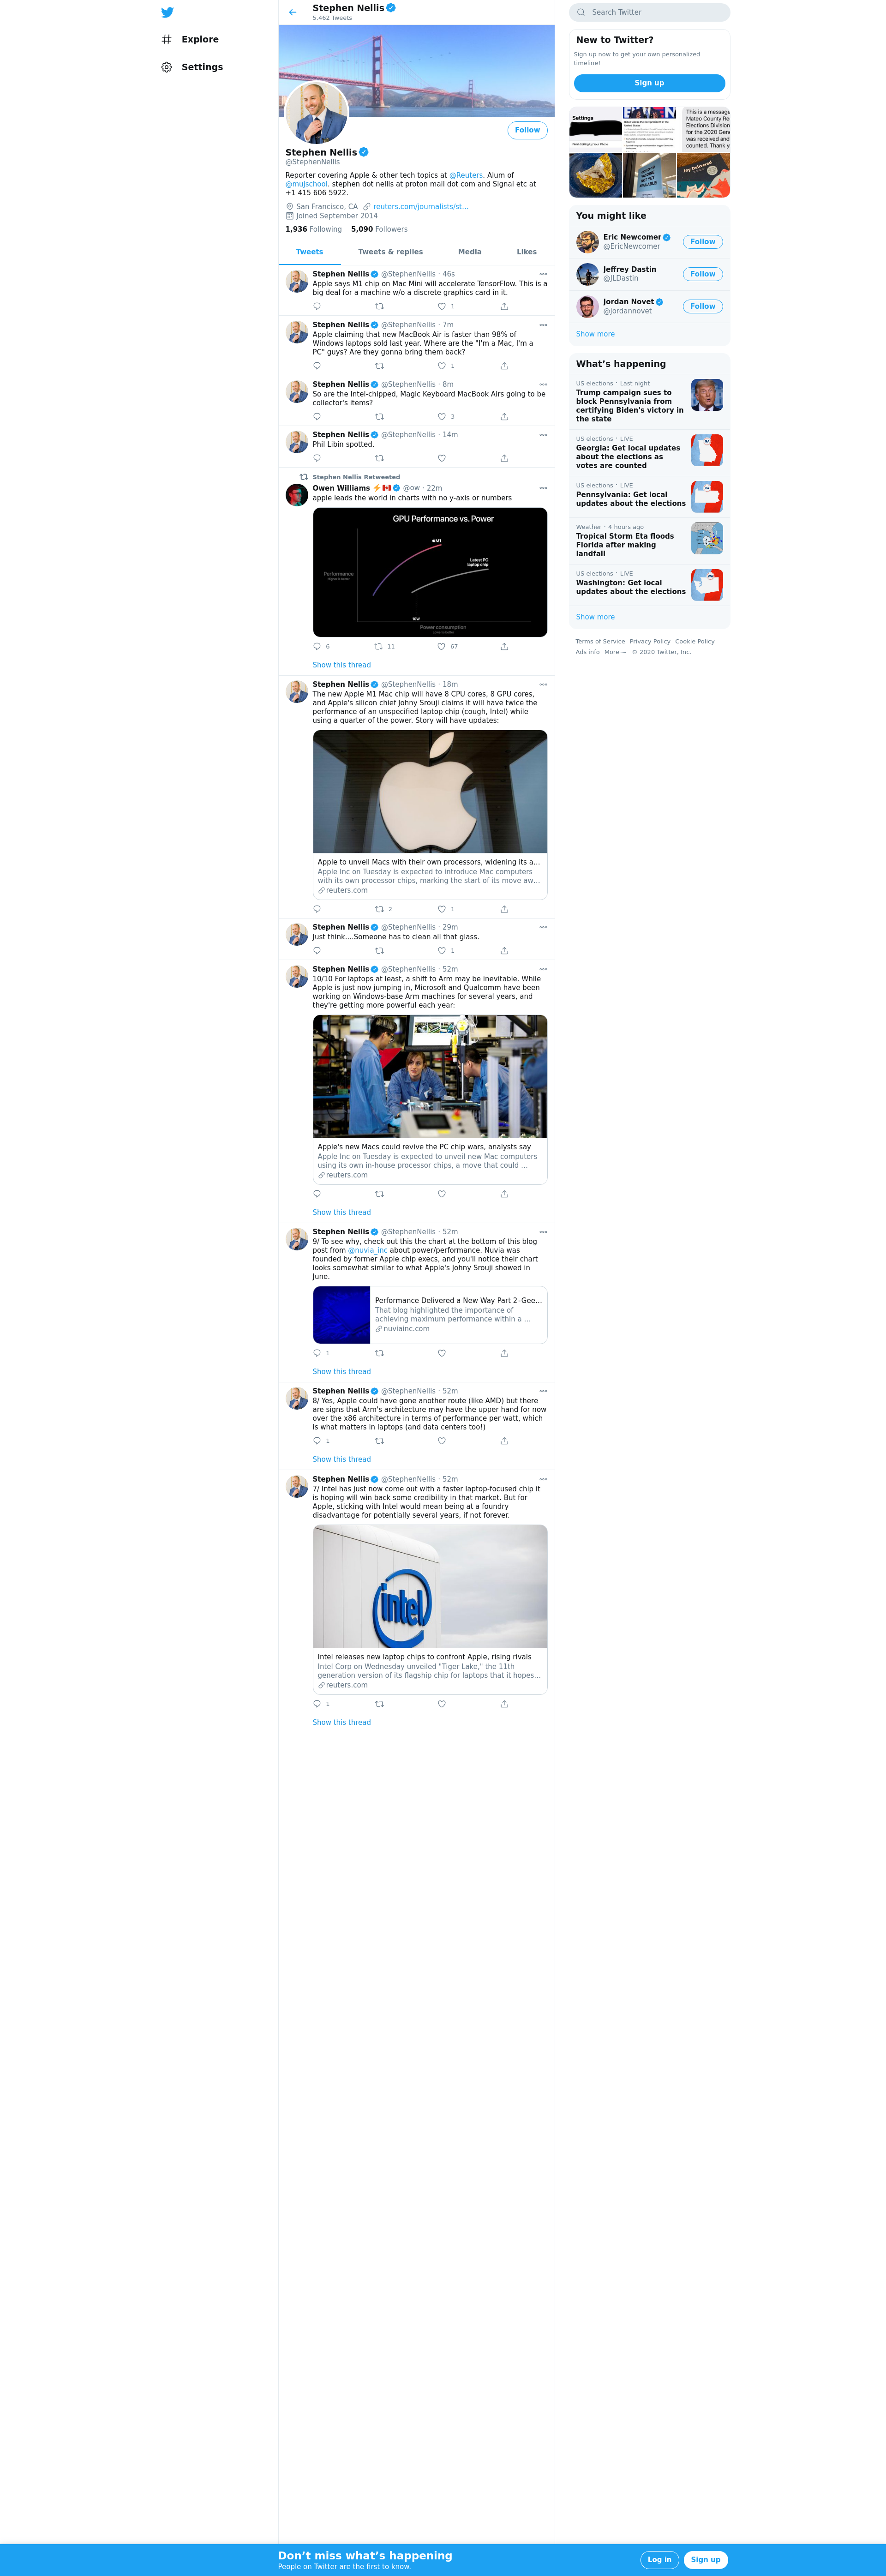 Explore
Settings
Stephen Nellis
5,462 Tweets
Follow
Stephen Nellis
@StephenNellis
Reporter covering Apple & other tech topics at @Reuters. Alum of
@mujschool. stephen dot nellis at proton mail dot com and Signal etc at
+1 415 606 5922.
San Francisco, CA reuters.com/journalists/st…
Joined September 2014
1,936 Following 5,090 Followers
Tweets Tweets & replies Media Likes
Stephen Nellis @StephenNellis · 46s
Apple says M1 chip on Mac Mini will accelerate TensorFlow. This is a
big deal for a machine w/o a discrete graphics card in it.
1
Stephen Nellis @StephenNellis · 7m
Apple claiming that new MacBook Air is faster than 98% of
Windows laptops sold last year. Where are the "I'm a Mac, I'm a
PC" guys? Are they gonna bring them back?
1
Stephen Nellis @StephenNellis · 8m
So are the Intel-chipped, Magic Keyboard MacBook Airs going to be
collector's items?
3
Stephen Nellis @StephenNellis · 14m
Phil Libin spotted.
Stephen Nellis Retweeted
Owen Williams @ow · 22m
apple leads the world in charts with no y-axis or numbers
GPU Performance vs. Power
M1
Latest PC
laptop chip
Performance
10W
Power consumption
6 11 67
Show this thread
Stephen Nellis @StephenNellis · 18m
The new Apple M1 Mac chip will have 8 CPU cores, 8 GPU cores,
and Apple's silicon chief Johny Srouji claims it will have twice the
performance of an unspecified laptop chip (cough, Intel) while
using a quarter of the power. Story will have updates:
Apple to unveil Macs with their own processors, widening its a…
Apple Inc on Tuesday is expected to introduce Mac computers
with its own processor chips, marking the start of its move aw…
reuters.com
2 1
Stephen Nellis @StephenNellis · 29m
Just think....Someone has to clean all that glass.
1
Stephen Nellis @StephenNellis · 52m
10/10 For laptops at least, a shift to Arm may be inevitable. While
Apple is just now jumping in, Microsoft and Qualcomm have been
working on Windows-base Arm machines for several years, and
they're getting more powerful each year:
Apple's new Macs could revive the PC chip wars, analysts say
Apple Inc on Tuesday is expected to unveil new Mac computers
using its own in-house processor chips, a move that could …
reuters.com
Show this thread
Stephen Nellis @StephenNellis · 52m
9/ To see why, check out this the chart at the bottom of this blog
post from @nuvia_inc about power/performance. Nuvia was
founded by former Apple chip execs, and you'll notice their chart
looks somewhat similar to what Apple's Johny Srouji showed in
June.
Performance Delivered a New Way Part 2-Gee…
That blog highlighted the importance of
achieving maximum performance within a …
nuviainc.com
1
Show this thread
Stephen Nellis @StephenNellis · 52m
8/ Yes, Apple could have gone another route (like AMD) but there
are signs that Arm's architecture may have the upper hand for now
over the x86 architecture in terms of performance per watt, which
is what matters in laptops (and data centers too!)
1
Show this thread
Stephen Nellis @StephenNellis · 52m
7/ Intel has just now come out with a faster laptop-focused chip it
is hoping will win back some credibility in that market. But for
Apple, sticking with Intel would mean being at a foundry
disadvantage for potentially several years, if not forever.
intel
Intel releases new laptop chips to confront Apple, rising rivals
Intel Corp on Wednesday unveiled "Tiger Lake," the 11th
generation version of its flagship chip for laptops that it hopes…
reuters.com
1
Show this thread
Search Twitter
New to Twitter?
Sign up now to get your own personalized
timeline!
Sign up
Settings
This is a messag
Mateo County Re
Elections Division
for the 2020 Gen
was received and
counted. Thank y
Joy Delivered
You might like
Eric Newcomer
@EricNewcomer
Follow
Jeffrey Dastin
@JLDastin
Follow
Jordan Novet
@jordannovet
Follow
Show more
What's happening
US elections · Last night
Trump campaign sues to
block Pennsylvania from
certifying Biden's victory in
the state
US elections · LIVE
Georgia: Get local updates
about the elections as
votes are counted
US elections · LIVE
Pennsylvania: Get local
updates about the elections
Weather · 4 hours ago
Tropical Storm Eta floods
Florida after making
landfall
US elections · LIVE
Washington: Get local
updates about the elections
Show more
Terms of Service Privacy Policy Cookie Policy
Ads info More © 2020 Twitter, Inc.
Don't miss what's happening
People on Twitter are the first to know.
Log in Sign up